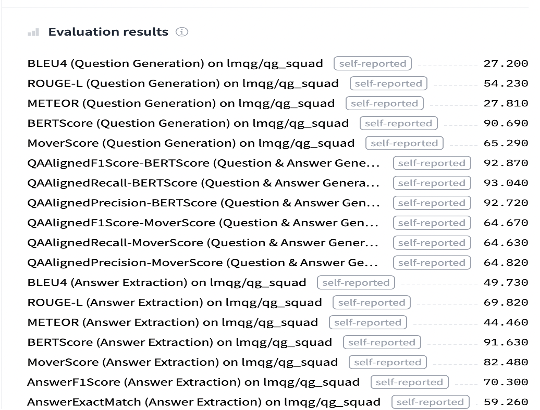 Evaluation results
BLEU4 (Question Generation) on lmqg/qg_squad self-reported 27.200
ROUGE-L (Question Generation) on lmqg/qg_squad self-reported 54.230
METEOR (Question Generation) on lmqg/qg_squad self-reported 27.810
BERTScore (Question Generation) on lmqg/qg_squad self-reported 90.690
MoverScore (Question Generation) on lmqg/qg_squad self-reported 65.290
QAAlignedF1Score-BERTScore (Question & Answer Gene... self-reported 92.870
QAAlignedRecall-BERTScore (Question & Answer Genera... self-reported 93.040
QAAlignedPrecision-BERTScore (Question & Answer Gen... self-reported 92.720
QAAlignedF1Score-MoverScore (Question & Answer Gen... self-reported 64.670
QAAlignedRecall-MoverScore (Question & Answer Gener... self-reported 64.630
QAAlignedPrecision-MoverScore (Question & Answer Ge... self-reported 64.820
BLEU4 (Answer Extraction) on lmqg/qg_squad self-reported 49.730
ROUGE-L (Answer Extraction) on lmqg/qg_squad self-reported 69.820
METEOR (Answer Extraction) on lmqg/qg_squad self-reported 44.460
BERTScore (Answer Extraction) on lmqg/qg_squad self-reported 91.630
MoverScore (Answer Extraction) on lmqg/qg_squad self-reported 82.480
AnswerF1Score (Answer Extraction) on lmqg/qg_squad self-reported 70.300
AnswerExactMatch (Answer Extraction) on lmqg/qg_squad self-reported 59.260